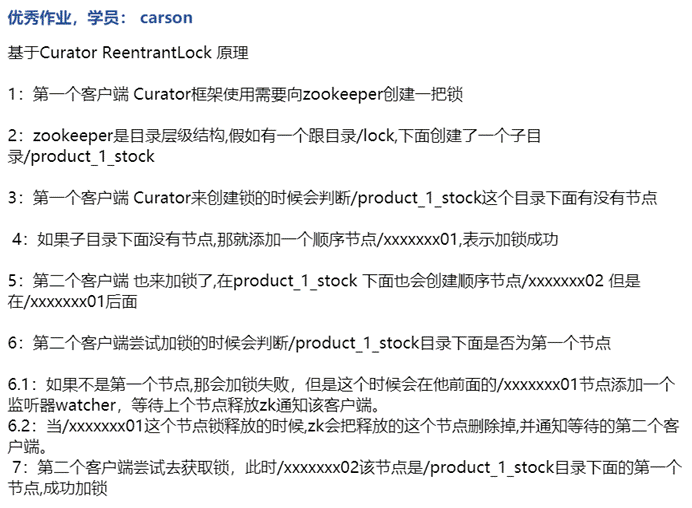 优秀作业，学员： carson
基于Curator ReentrantLock 原理
1：第一个客户端 Curator框架使用需要向zookeeper创建一把锁
2：zookeeper是目录层级结构,假如有一个跟目录/lock,下面创建了一个子目
录/product_1_stock
3：第一个客户端 Curator来创建锁的时候会判断/product_1_stock这个目录下面有没有节点
4：如果子目录下面没有节点,那就添加一个顺序节点/xxxxxxx01,表示加锁成功
5：第二个客户端 也来加锁了,在product_1_stock 下面也会创建顺序节点/xxxxxxx02 但是
在/xxxxxxx01后面
6：第二个客户端尝试加锁的时候会判断/product_1_stock目录下面是否为第一个节点
6.1：如果不是第一个节点,那会加锁失败，但是这个时候会在他前面的/xxxxxxx01节点添加一个
监听器watcher，等待上个节点释放zk通知该客户端。
6.2：当/xxxxxxx01这个节点锁释放的时候,zk会把释放的这个节点删除掉,并通知等待的第二个客
户端。
7：第二个客户端尝试去获取锁，此时/xxxxxxx02该节点是/product_1_stock目录下面的第一个
节点,成功加锁